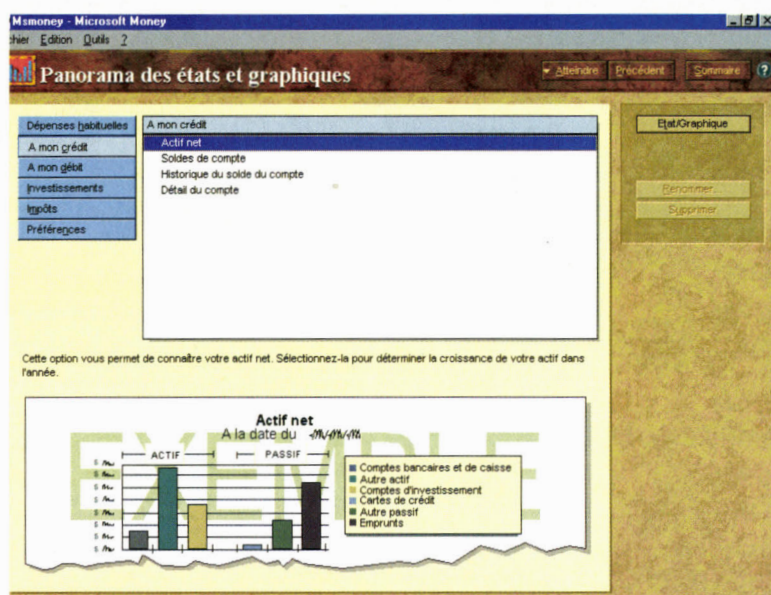 Msmoney - Microsoft Money
chier Edition Outils ?
Panorama des états et graphiques
Atteindre Précédent Sommaire ?
Dépenses habituelles
A mon crédit
A mon débit
Investissements
Impôts
Préférences
A mon crédit
Actif net
Soldes de compte
Historique du solde du compte
Détail du compte
Etat/Graphique
Renommer...
Supprimer
Cette option vous permet de connaître votre actif net. Sélectionnez-la pour déterminer la croissance de votre actif dans
l'année.
EXEMPLE
Actif net
A la date du
ACTIF PASSIF
Comptes bancaires et de caisse
Autre actif
Comptes d'investissement
Cartes de crédit
Autre passif
Emprunts